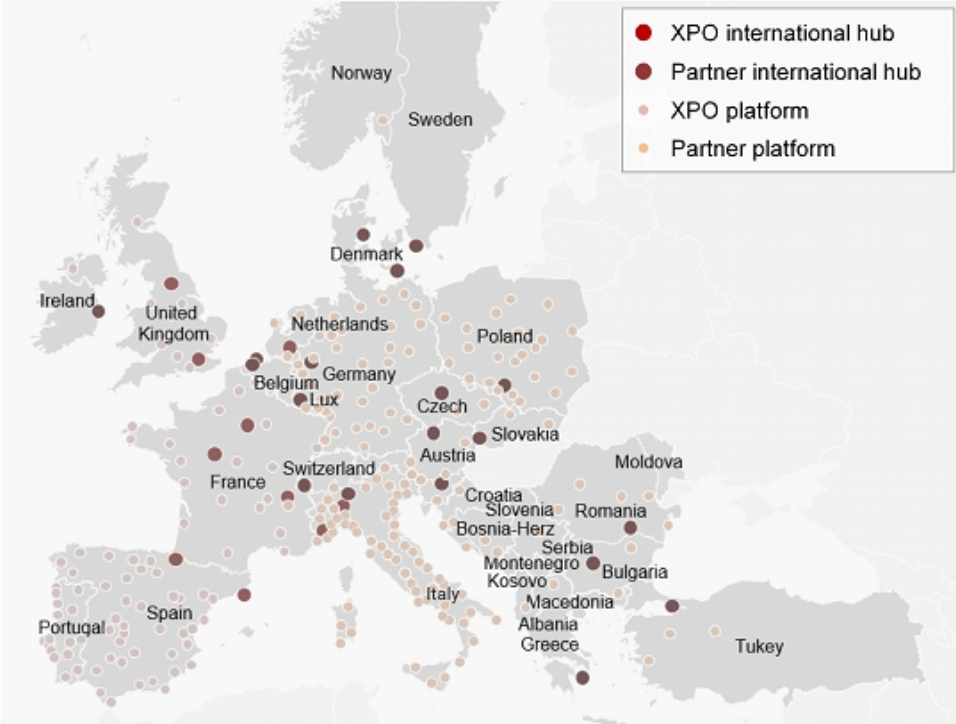 XPO international hub
Partner international hub
XPO platform
Partner platform
Norway
Sweden
Denmark
Ireland
United
Kingdom
Netherlands
Poland
Belgium
Germany
Lux
Czech
Slovakia
Austria
Switzerland
France
Moldova
Croatia
Slovenia
Romania
Bosnia-Herz
Serbia
Montenegro
Bulgaria
Kosovo
Italy
Macedonia
Spain
Portugal
Albania
Greece
Tukey